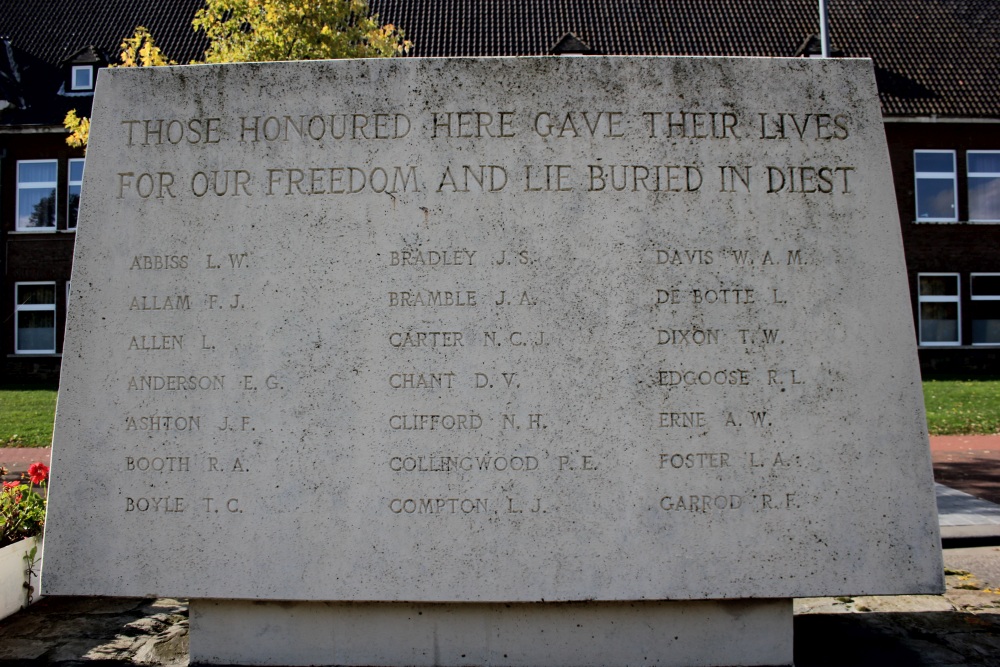 THOSE HONOURED HERE GAVE THEIR LIVES
FOR OUR FREEDOM AND LIE BURIED IN DIEST
ABBISS L. W.
ALLAM F. J.
ALLEN L.
ANDERSON E. G.
ASHTON J. F.
BOOTH R. A.
BOYLE T. C.
BRADLEY J. S.
BRAMBLE J. A.
CARTER N. C. J.
CHANT D. V.
CLIFFORD N. H.
COLLINGWOOD P. E.
COMPTON L. J.
DAVIS W. A. M.
DE BOTTE L.
DIXON T. W.
EDGOOSE R. L.
ERNE A. W.
FOSTER L. A.
GARROD R. F.